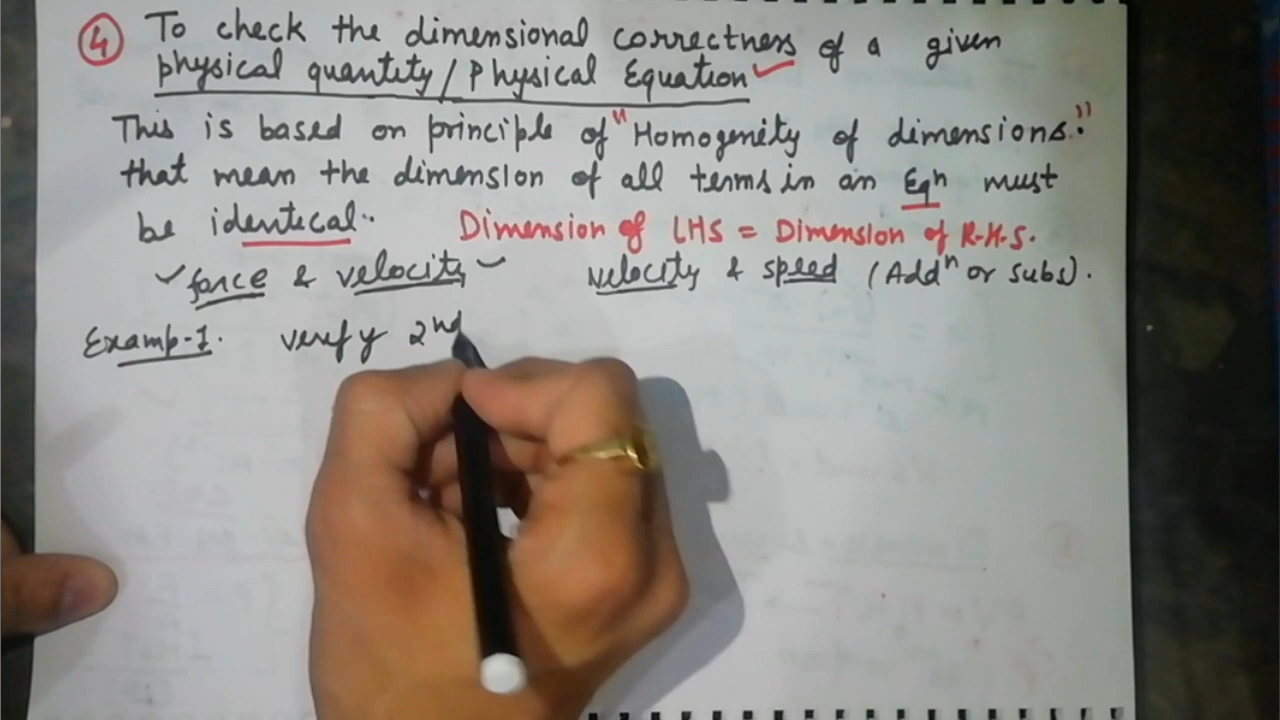 ④ To check the dimensional correctness of a given
physical quantity / Physical Equation
This is based on principle of "Homogenity of dimensions."
that mean the dimension of all terms in an Eqⁿ must
be identical.. Dimension of LHS = Dimension of R.H.S.
force & velocity velocity & speed (Addⁿ or subs).
Examp-1. verify 2nd